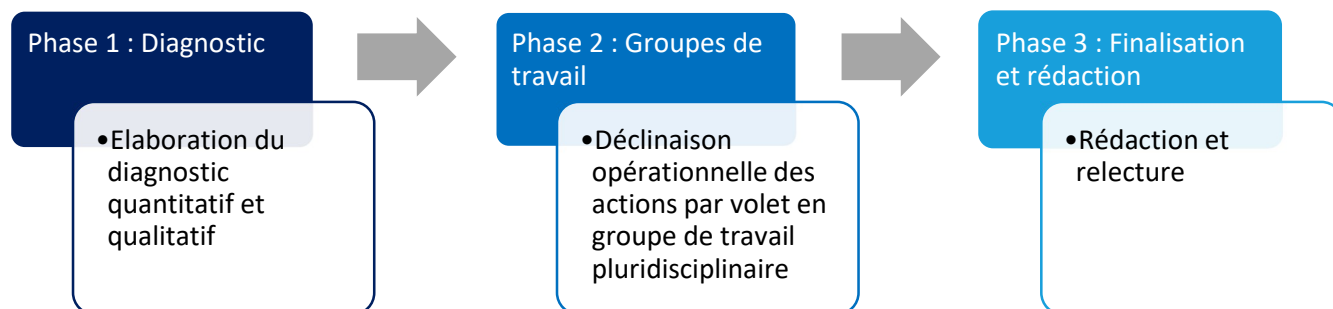 Phase 1 : Diagnostic
•Elaboration du
diagnostic
quantitatif et
qualitatif
Phase 2 : Groupes de
travail
•Déclinaison
opérationnelle des
actions par volet en
groupe de travail
pluridisciplinaire
Phase 3 : Finalisation
et rédaction
•Rédaction et
relecture